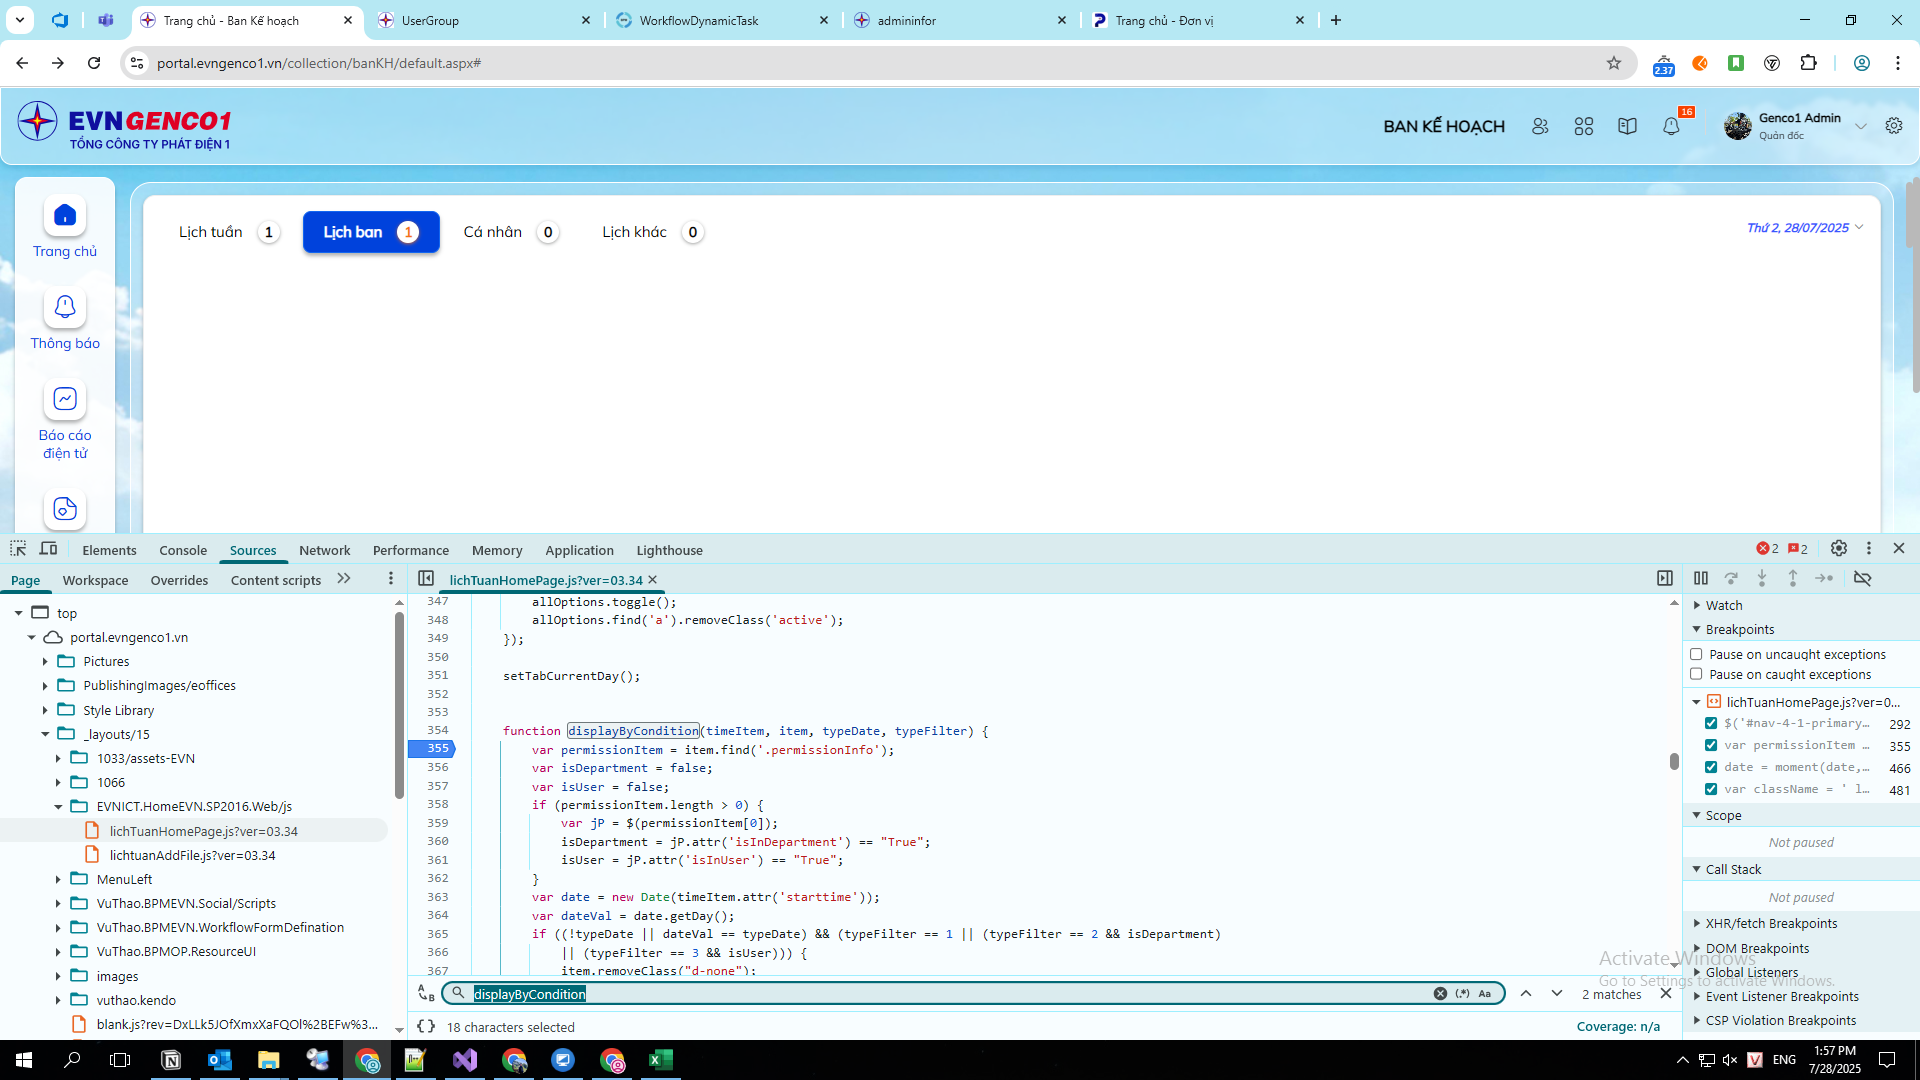 Trang chủ - Ban Kế hoạch
UserGroup
WorkflowDynamicTask
admininfor
Trang chủ - Đơn vị
portal.evngenco1.vn/collection/banKH/default.aspx#
2.37
EVNGENCO1
TỔNG CÔNG TY PHÁT ĐIỆN 1
BAN KẾ HOẠCH
16
Genco1 Admin
Quản đốc
Trang chủ
Thông báo
Báo cáo
điện tử
Lịch tuần 1
Lịch ban 1
Cá nhân 0
Lịch khác 0
Thứ 2, 28/07/2025
Elements
Console
Sources
Network
Performance
Memory
Application
Lighthouse
2
2
Page
Workspace
Overrides
Content scripts
lichTuanHomePage.js?ver=03.34
top
portal.evngenco1.vn
Pictures
PublishingImages/eoffices
Style Library
_layouts/15
1033/assets-EVN
1066
EVNICT.HomeEVN.SP2016.Web/js
lichTuanHomePage.js?ver=03.34
lichtuanAddFile.js?ver=03.34
MenuLeft
VuThao.BPMEVN.Social/Scripts
VuThao.BPMEVN.WorkflowFormDefination
VuThao.BPMOP.ResourceUI
images
vuthao.kendo
blank.js?rev=DxLLk5JOfXmxXaFQOl%2BEFw%3...
347 allOptions.toggle();
348 allOptions.find('a').removeClass('active');
349 });
350
351 setTabCurrentDay();
352
353
354 function displayByCondition(timeItem, item, typeDate, typeFilter) {
355 var permissionItem = item.find('.permissionInfo');
356 var isDepartment = false;
357 var isUser = false;
358 if (permissionItem.length > 0) {
359 var jP = $(permissionItem[0]);
360 isDepartment = jP.attr('isInDepartment') == "True";
361 isUser = jP.attr('isInUser') == "True";
362 }
363 var date = new Date(timeItem.attr('starttime'));
364 var dateVal = date.getDay();
365 if ((!typeDate || dateVal == typeDate) && (typeFilter == 1 || (typeFilter == 2 && isDepartment)
366 || (typeFilter == 3 && isUser))) {
367 item.removeClass("d-none");
displayByCondition
(.*) Aa
2 matches
{} 18 characters selected
Coverage: n/a
Watch
Breakpoints
Pause on uncaught exceptions
Pause on caught exceptions
lichTuanHomePage.js?ver=0...
$('#nav-4-1-primary... 292
var permissionItem ... 355
date = moment(date,... 466
var className = ' l... 481
Scope
Not paused
Call Stack
Not paused
XHR/fetch Breakpoints
DOM Breakpoints
Global Listeners
Event Listener Breakpoints
CSP Violation Breakpoints
Activate Windows
Go to Settings to activate Windows.
ENG
1:57 PM
7/28/2025